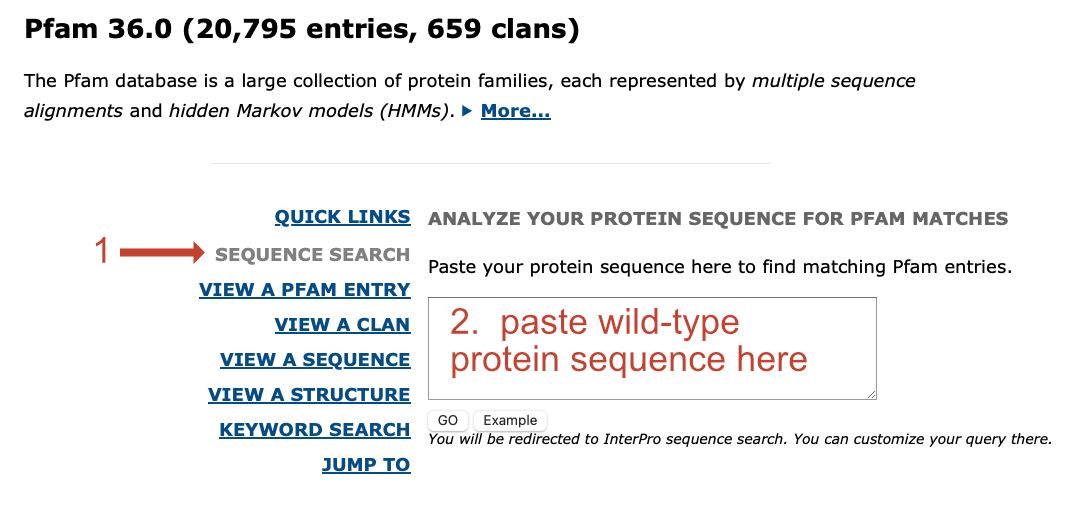 Pfam 36.0 (20,795 entries, 659 clans)
The Pfam database is a large collection of protein families, each represented by multiple sequence
alignments and hidden Markov models (HMMs). ▶ More...
QUICK LINKS
ANALYZE YOUR PROTEIN SEQUENCE FOR PFAM MATCHES
1
SEQUENCE SEARCH
Paste your protein sequence here to find matching Pfam entries.
VIEW A PFAM ENTRY
VIEW A CLAN
VIEW A SEQUENCE
VIEW A STRUCTURE
KEYWORD SEARCH
JUMP TO
2. paste wild-type
protein sequence here
GO Example
You will be redirected to InterPro sequence search. You can customize your query there.